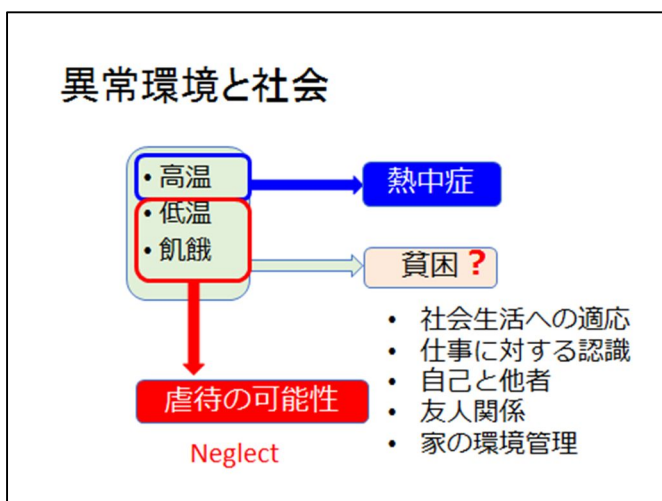 異常環境と社会
• 高温
• 低温
• 飢餓
熱中症
貧困?
• 社会生活への適応
• 仕事に対する認識
• 自己と他者
• 友人関係
• 家の環境管理
虐待の可能性
Neglect